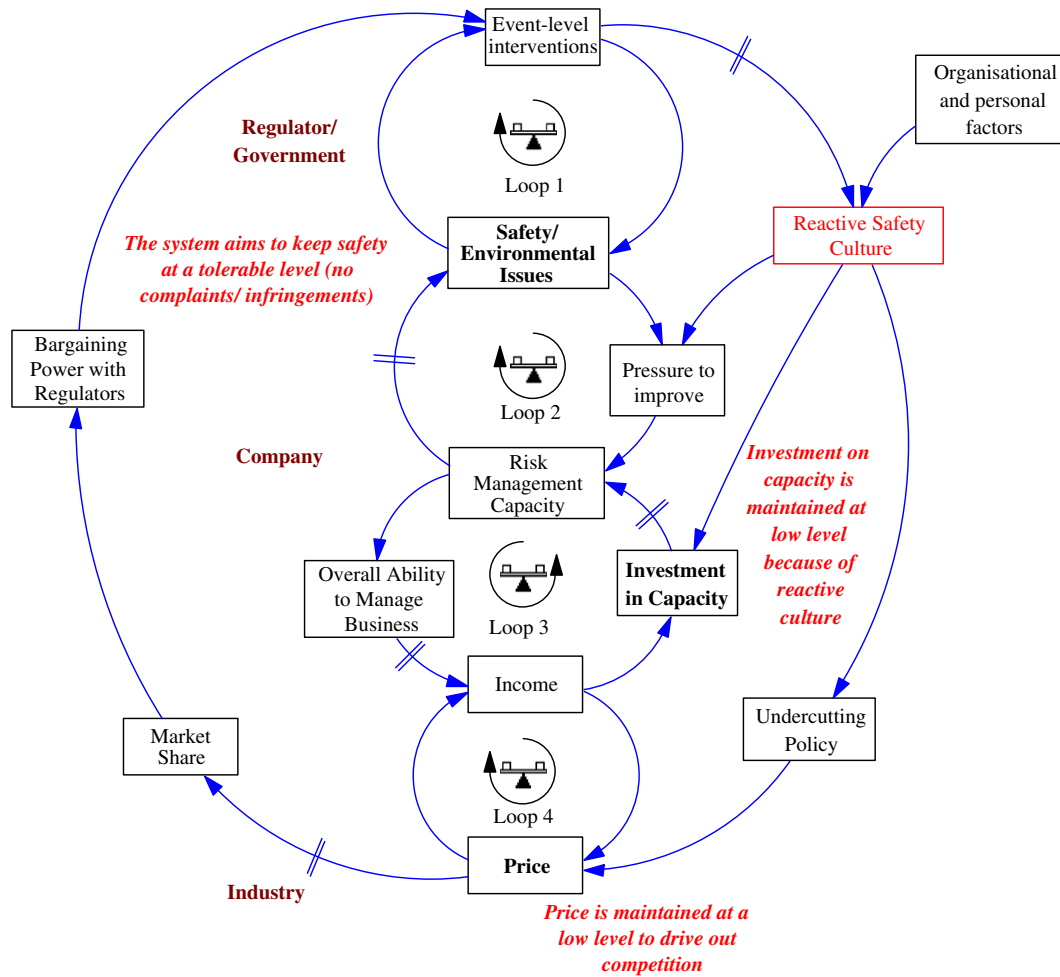 Event-level
interventions
Organisational
and personal
factors
Regulator/
Government
Loop 1
Reactive Safety
Culture
The system aims to keep safety
at a tolerable level (no
complaints/ infringements)
Safety/
Environmental
Issues
Bargaining
Power with
Regulators
Pressure to
improve
Loop 2
Company
Risk
Management
Capacity
Investment on
capacity is
maintained at
low level
because of
reactive
culture
Overall Ability
to Manage
Business
Investment
in Capacity
Loop 3
Income
Market
Share
Undercutting
Policy
Loop 4
Price
Industry
Price is maintained at a
low level to drive out
competition